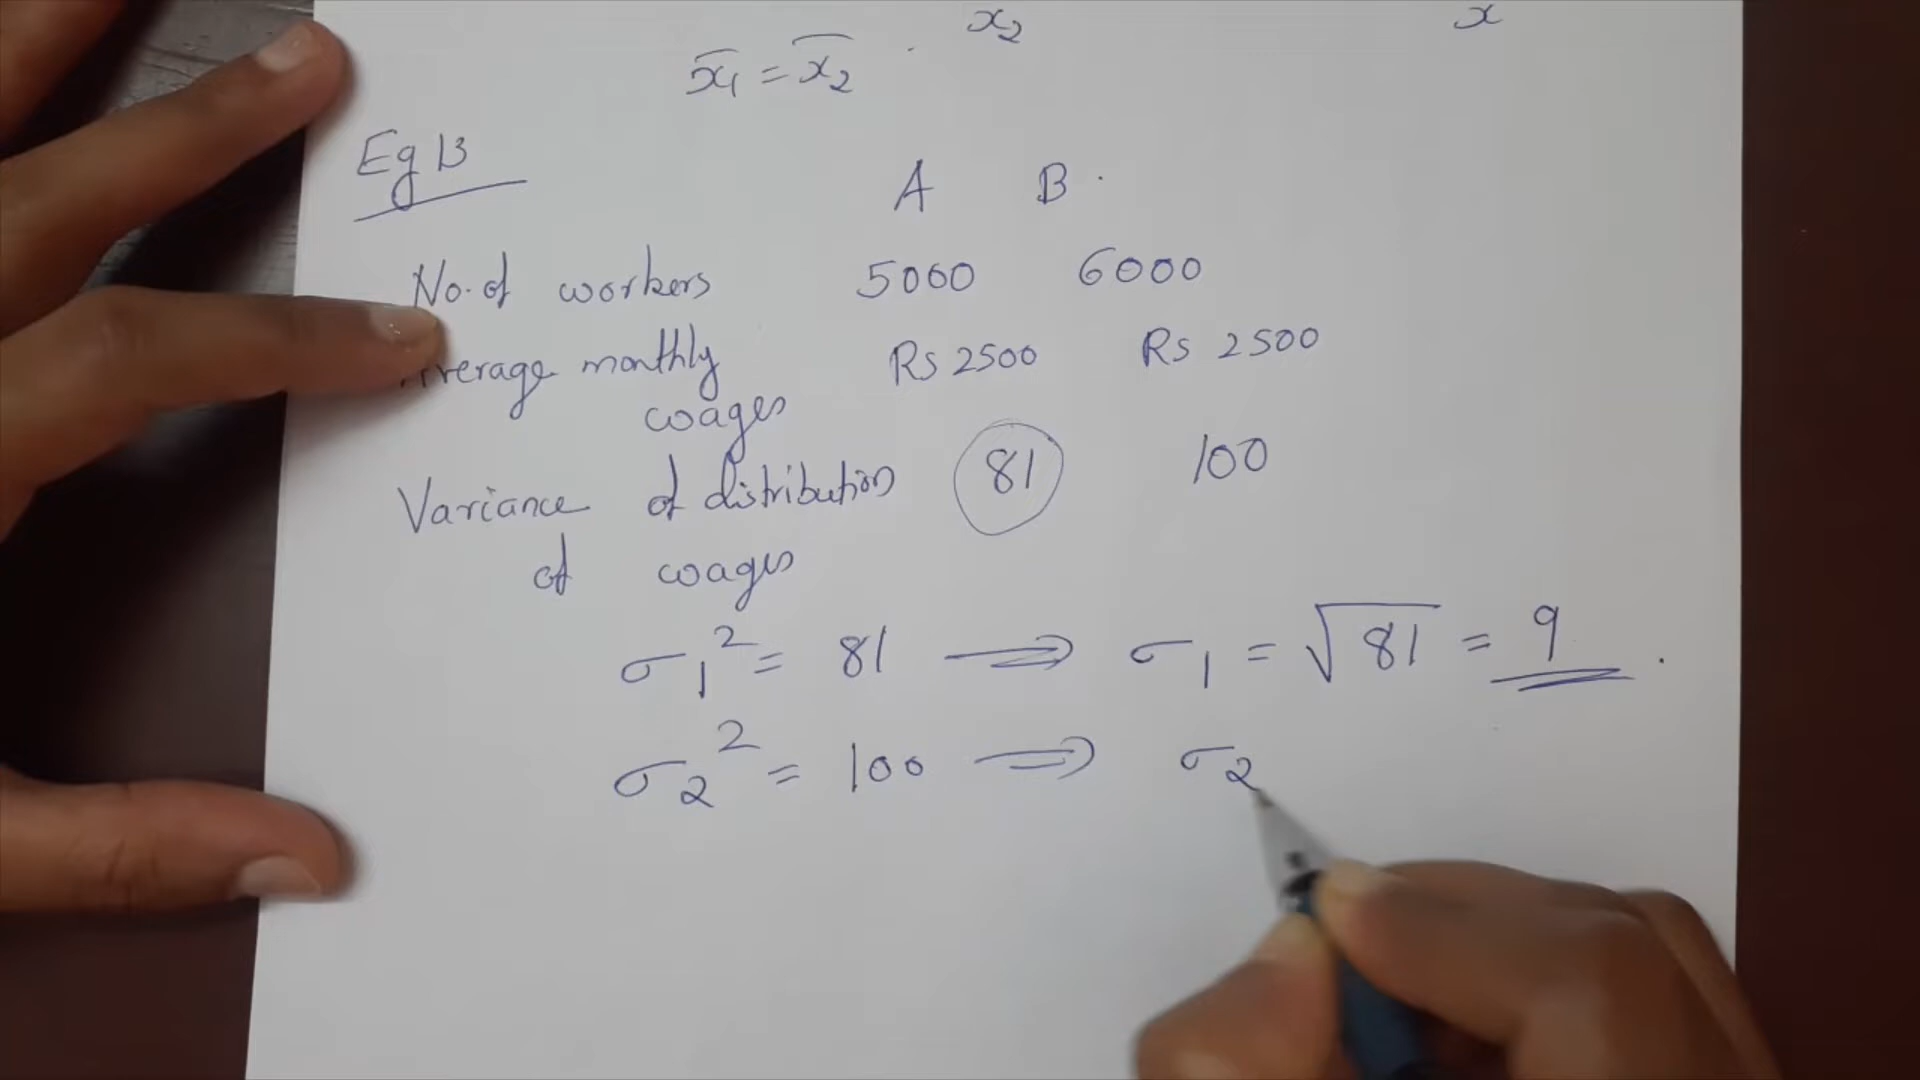 x₂ x
x̄₁ = x̄₂
Eg 13
A B
No. of workers 5000 6000
Average monthly Rs 2500 Rs 2500
wages
Variance of distribution 81 100
of wages
σ₁² = 81 ⟹ σ₁ = √81 = 9
σ₂² = 100 ⟹ σ₂